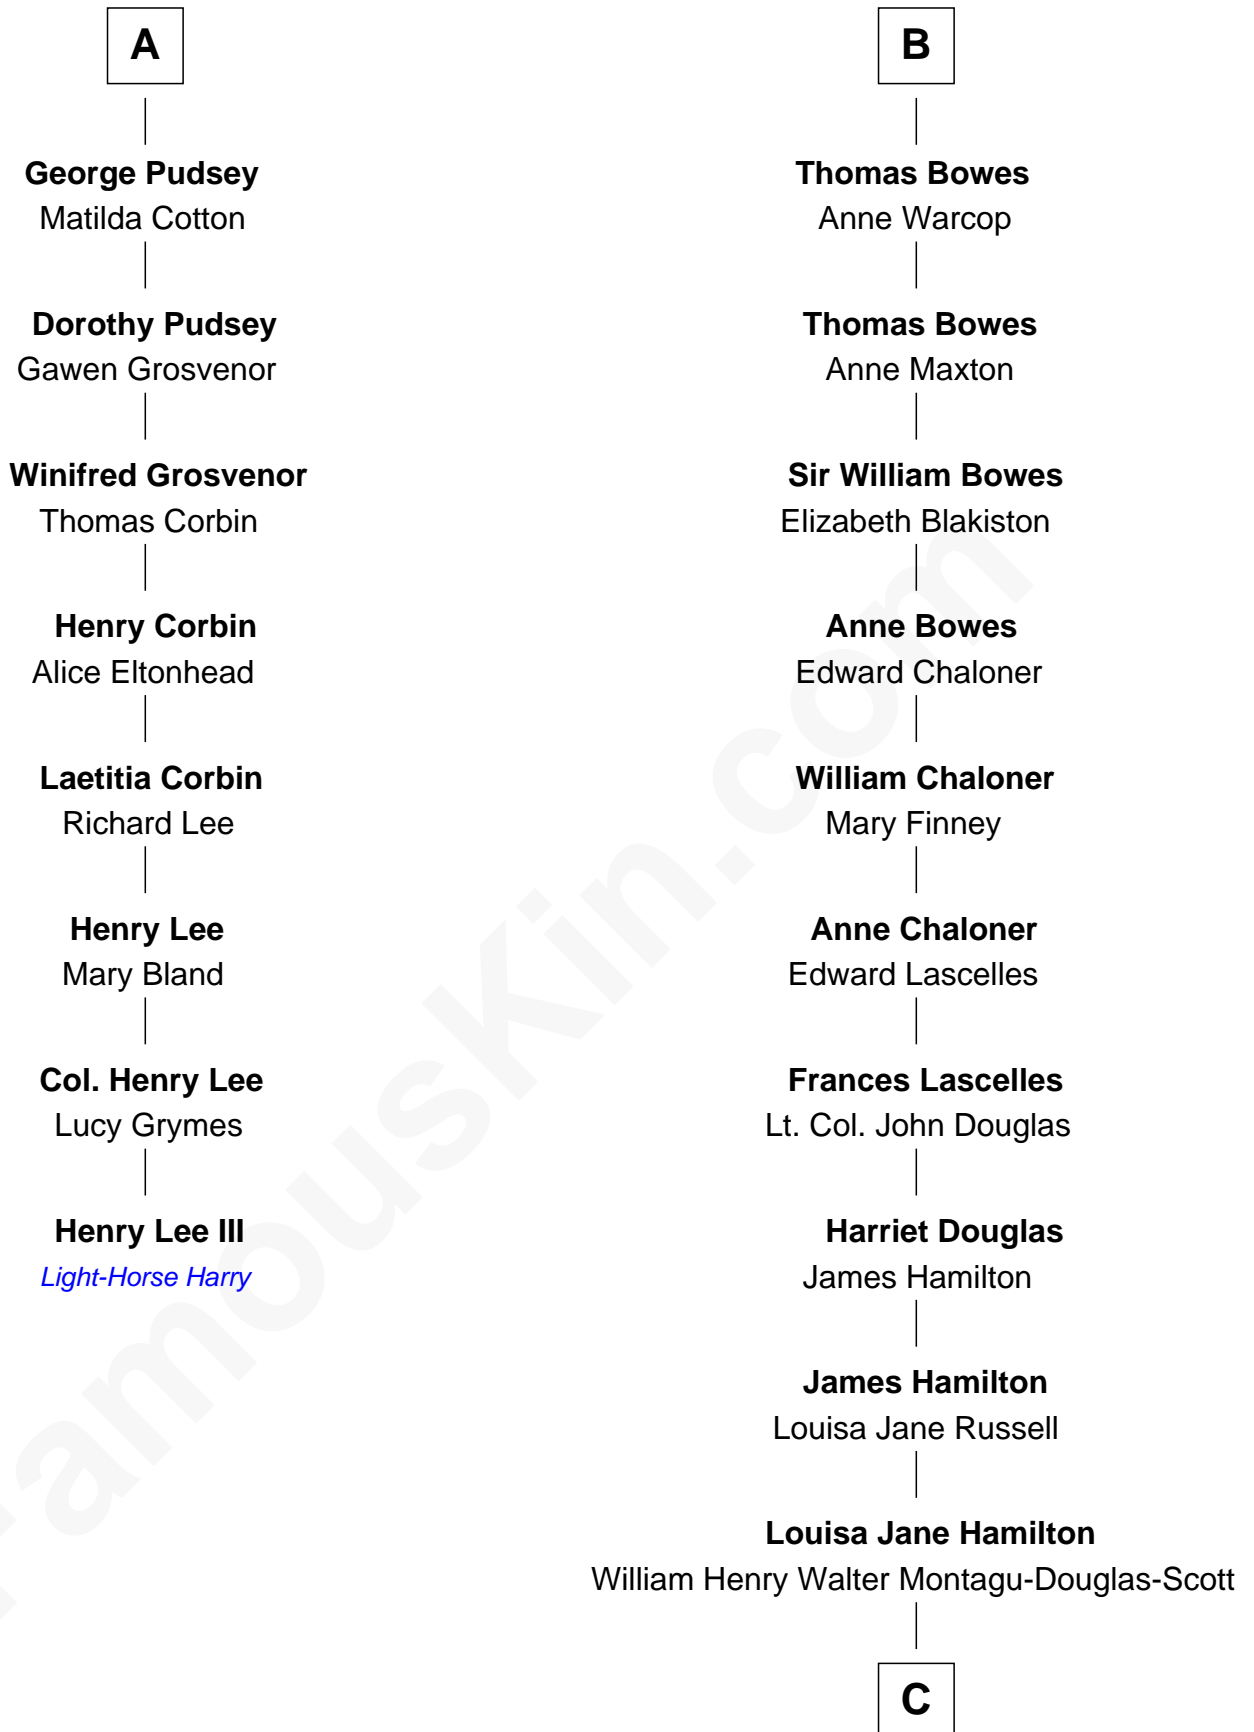 A
George Pudsey
Matilda Cotton
Dorothy Pudsey
Gawen Grosvenor
Winifred Grosvenor
Thomas Corbin
Henry Corbin
Alice Eltonhead
Laetitia Corbin
Richard Lee
Henry Lee
Mary Bland
Col. Henry Lee
Lucy Grymes
Henry Lee III
Light-Horse Harry
B
Thomas Bowes
Anne Warcop
Thomas Bowes
Anne Maxton
Sir William Bowes
Elizabeth Blakiston
Anne Bowes
Edward Chaloner
William Chaloner
Mary Finney
Anne Chaloner
Edward Lascelles
Frances Lascelles
Lt. Col. John Douglas
Harriet Douglas
James Hamilton
James Hamilton
Louisa Jane Russell
Louisa Jane Hamilton
William Henry Walter Montagu-Douglas-Scott
C
FamousKin.com